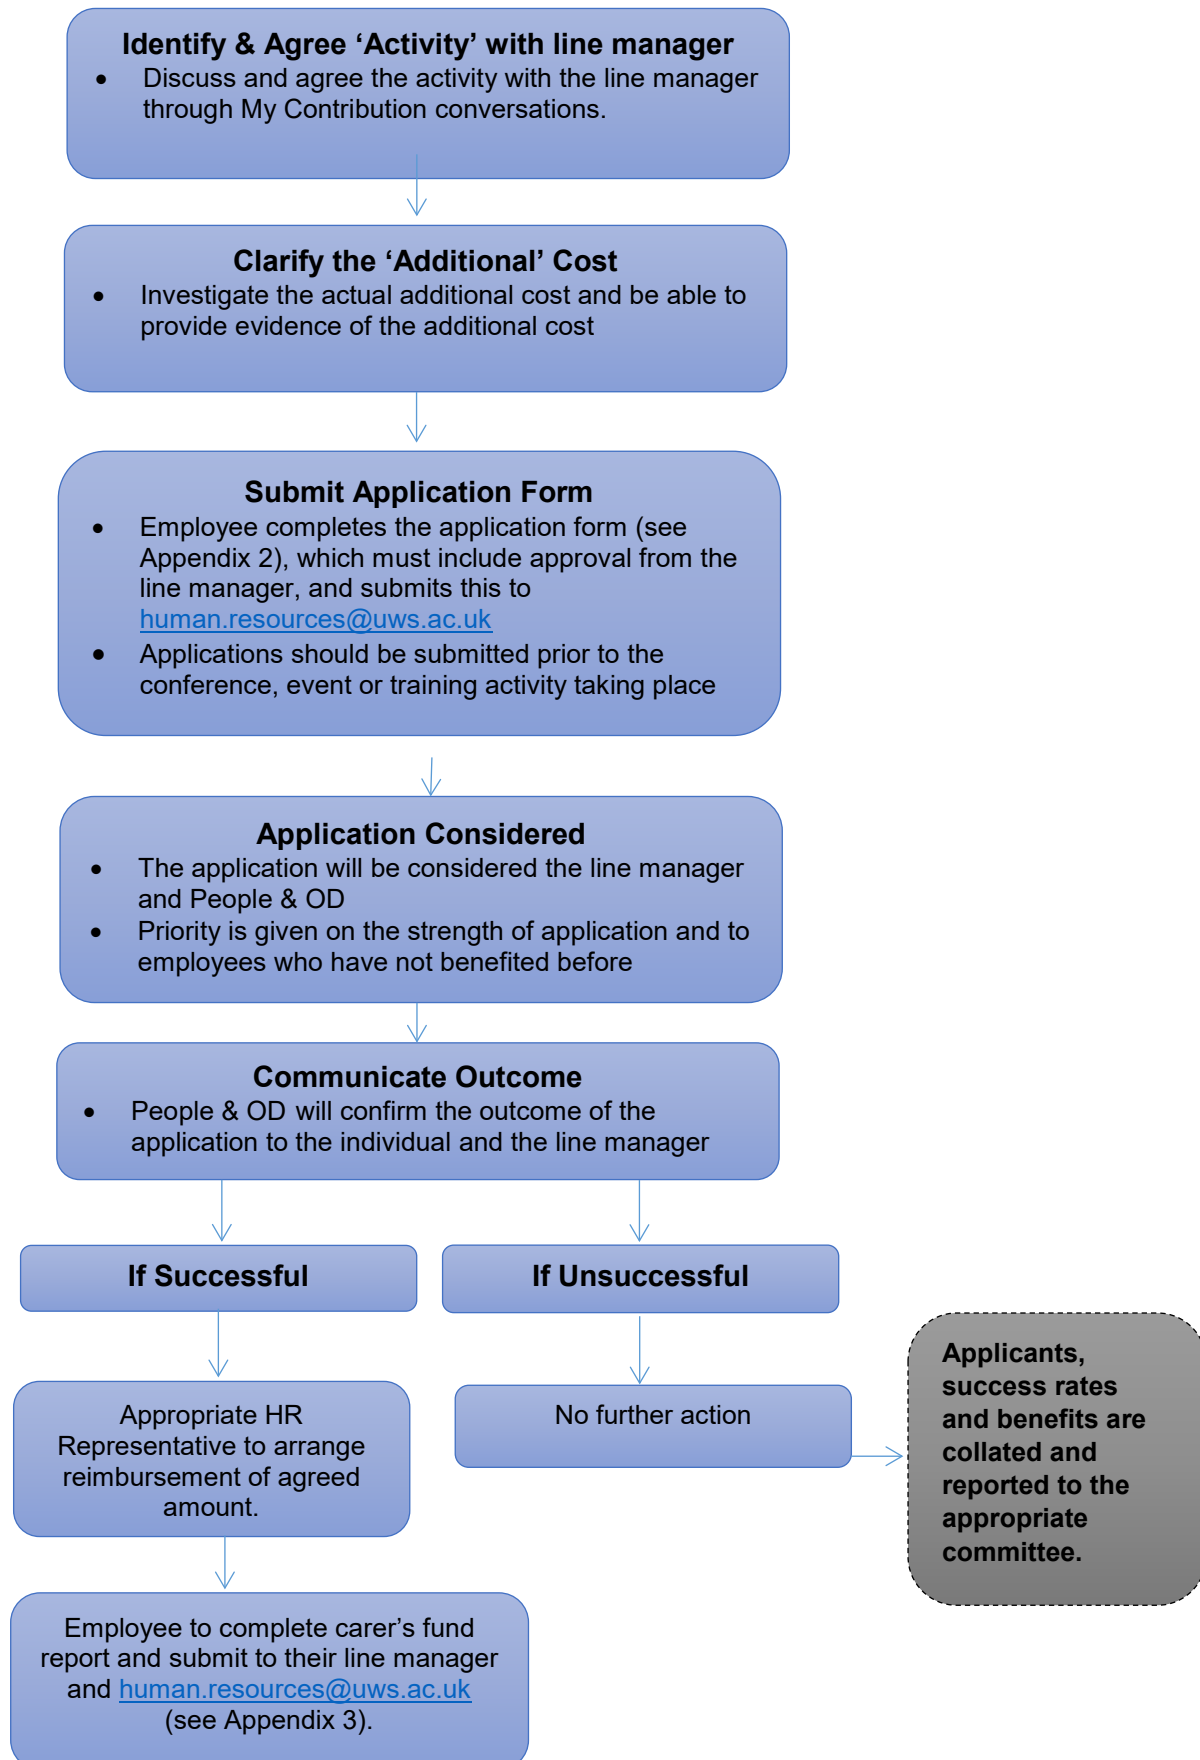 Identify & Agree ‘Activity’ with line manager
• Discuss and agree the activity with the line manager
through My Contribution conversations.
Clarify the ‘Additional’ Cost
• Investigate the actual additional cost and be able to
provide evidence of the additional cost
Submit Application Form
• Employee completes the application form (see
Appendix 2), which must include approval from the
line manager, and submits this to
human.resources@uws.ac.uk
• Applications should be submitted prior to the
conference, event or training activity taking place
Application Considered
• The application will be considered the line manager
and People & OD
• Priority is given on the strength of application and to
employees who have not benefited before
Communicate Outcome
• People & OD will confirm the outcome of the
application to the individual and the line manager
If Successful
If Unsuccessful
Appropriate HR
Representative to arrange
reimbursement of agreed
amount.
No further action
Applicants,
success rates
and benefits are
collated and
reported to the
appropriate
committee.
Employee to complete carer’s fund
report and submit to their line manager
and human.resources@uws.ac.uk
(see Appendix 3).